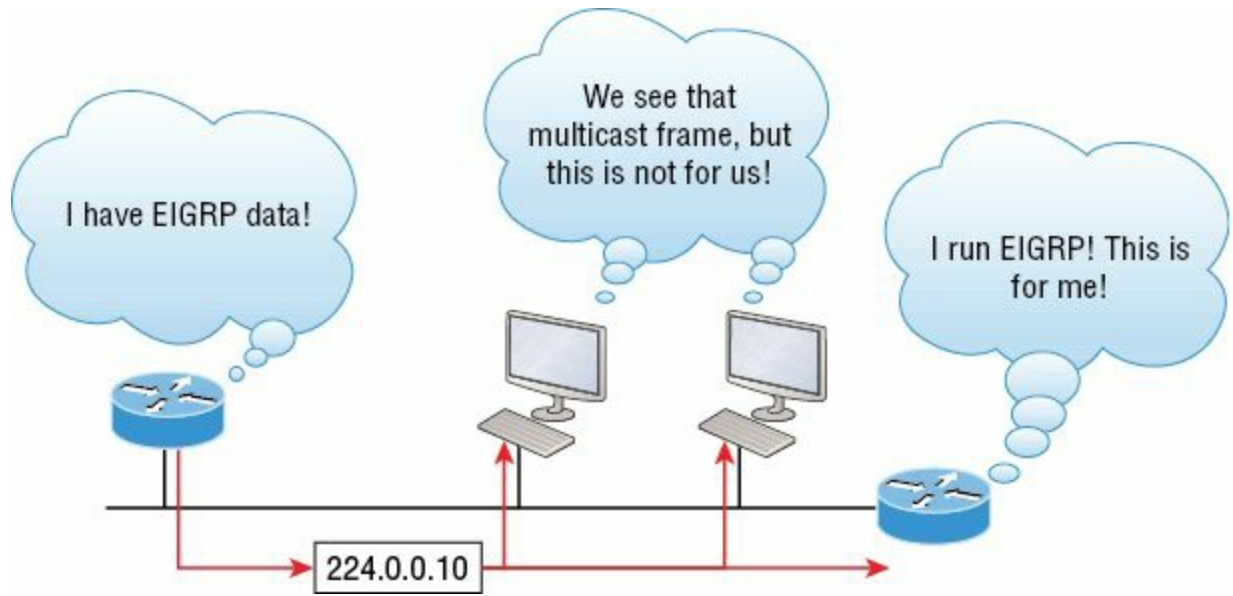 I have EIGRP data!
We see that
multicast frame, but
this is not for us!
I run EIGRP! This is
for me!
224.0.0.10